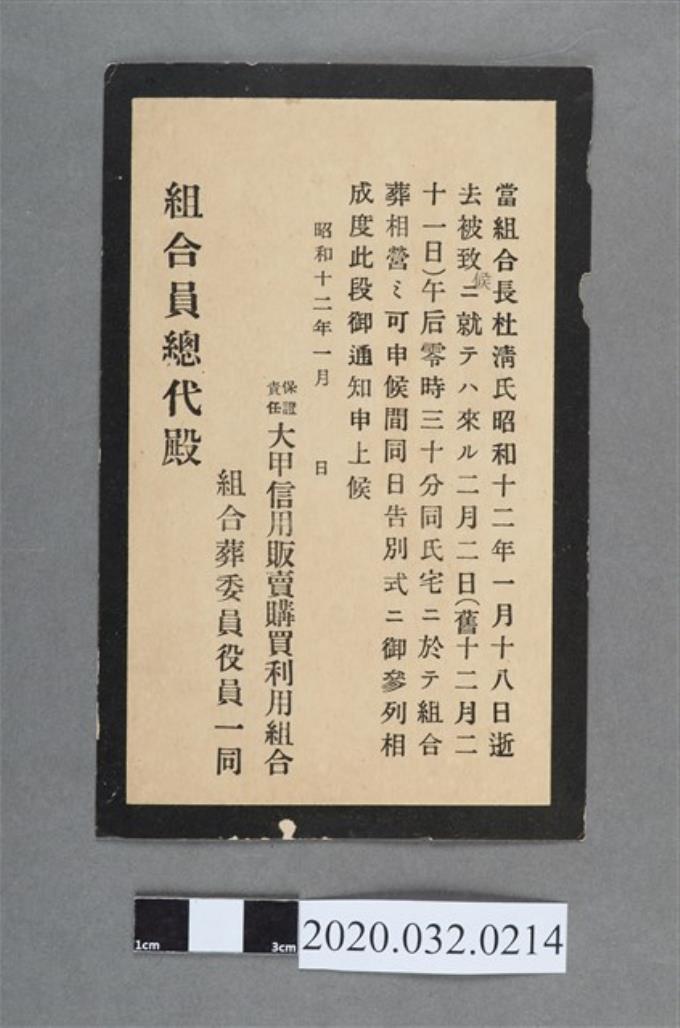 當組合長杜淸氏昭和十二年一月十八日逝
去被致候ニ就テハ來ル二月二日(舊十二月二
十一日)午后零時三十分同氏宅ニ於テ組合
葬相營ミ可申候間同日告別式ニ御參列相
成度此段御通知申上候
昭和十二年一月 日
保證責任大甲信用販賣購買利用組合
組合葬委員役員一同
組合員總代殿
1cm 3cm
2020.032.0214